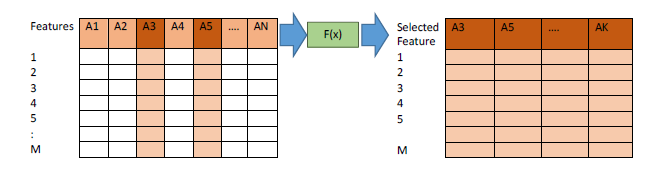 Features A1 A2 A3 A4 A5 .... AN
1
2
3
4
5
:
M
F(x)
Selected
Feature
A3 A5 .... AK
1
2
3
4
5
M